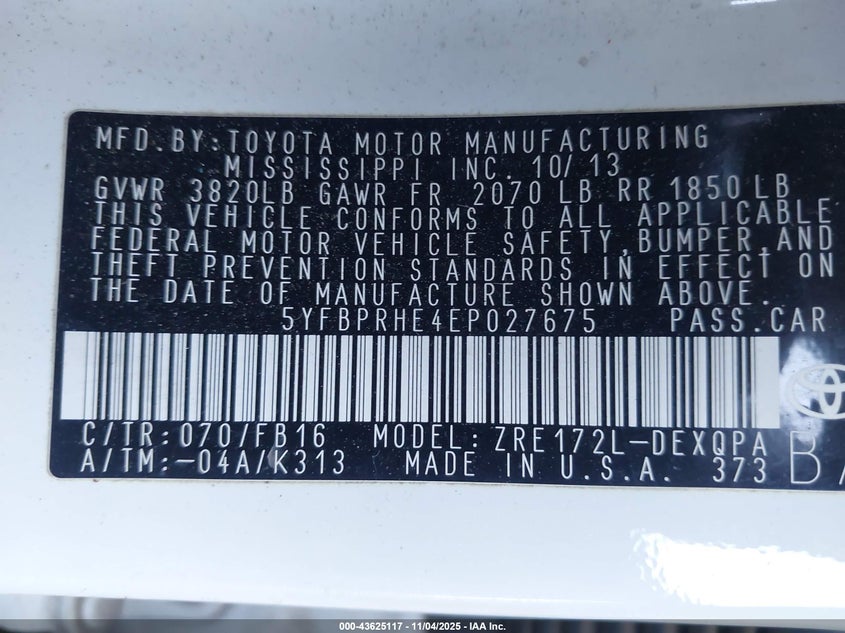 MFD. BY: TOYOTA MOTOR MANUFACTURING
MISSISSIPPI INC. 10/13
GVWR 3820LB GAWR FR 2070 LB RR 1850 LB
THIS VEHICLE CONFORMS TO ALL APPLICABLE
FEDERAL MOTOR VEHICLE SAFETY, BUMPER, AND
THEFT PREVENTION STANDARDS IN EFFECT ON
THE DATE OF MANUFACTURE SHOWN ABOVE.
5YFBPRHE4EP027675 PASS. CAR
C/TR: 070/FB16 MODEL: ZRE172L-DEXQPA
A/TM: -04A/K313 MADE IN U.S.A. 373
000-43625117 - 11/04/2025 - IAA Inc.